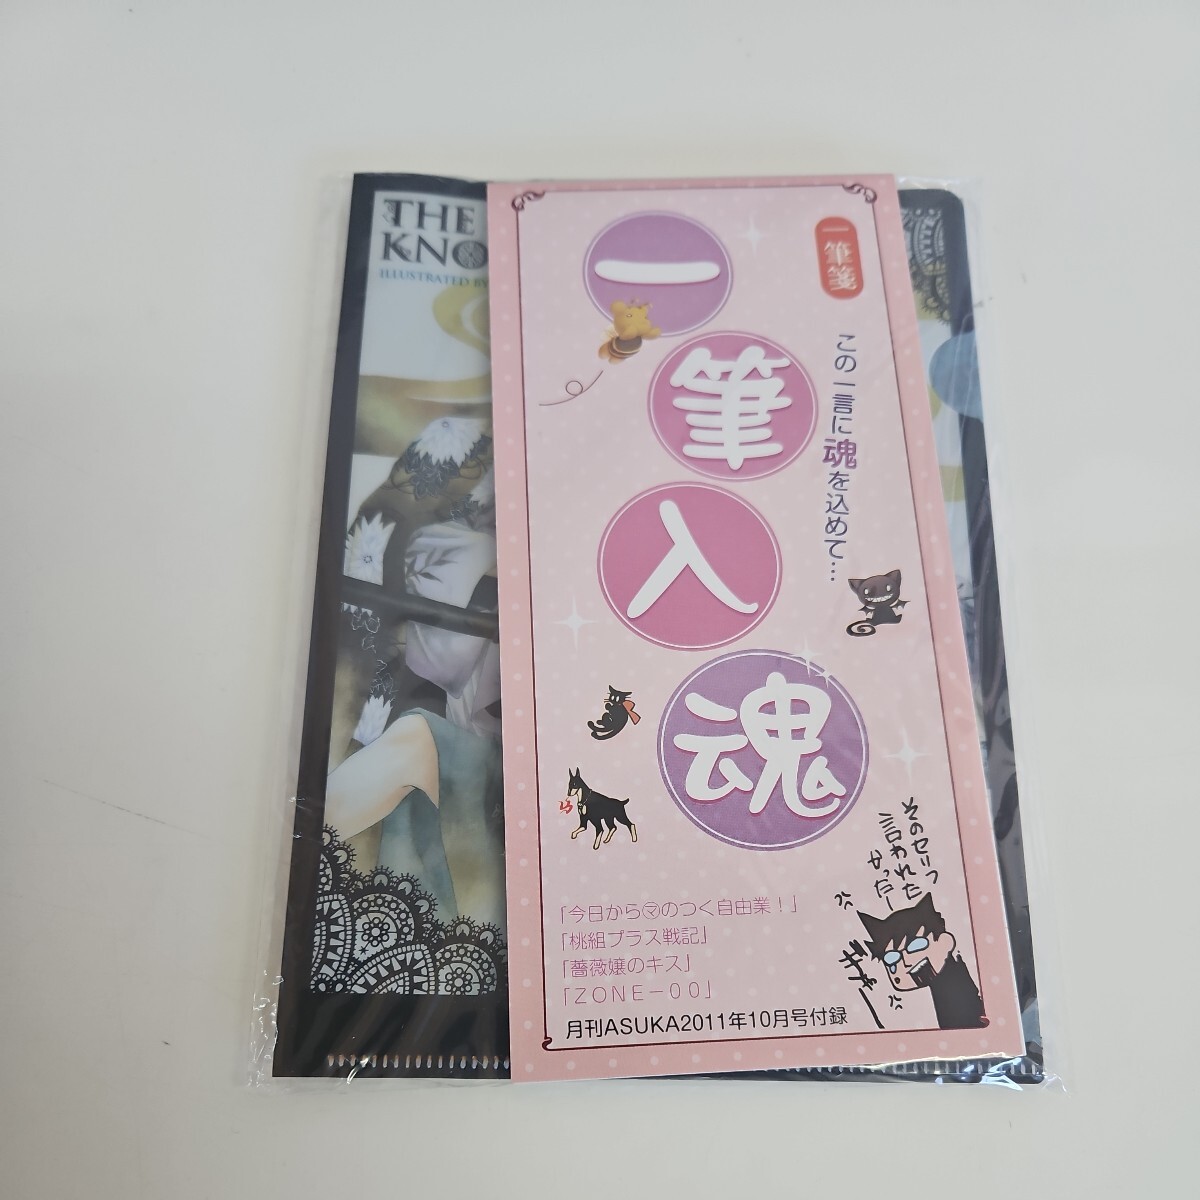 THE
KNO
ILLUSTRATED BY
一筆箋
一筆入魂
この一言に魂を込めて…
そのセリフ
言われた
かったー
ギャー
「今日から㋮のつく自由業！」
「桃組プラス戦記」
「薔薇嬢のキス」
「ZONE-00」
月刊ASUKA2011年10月号付録